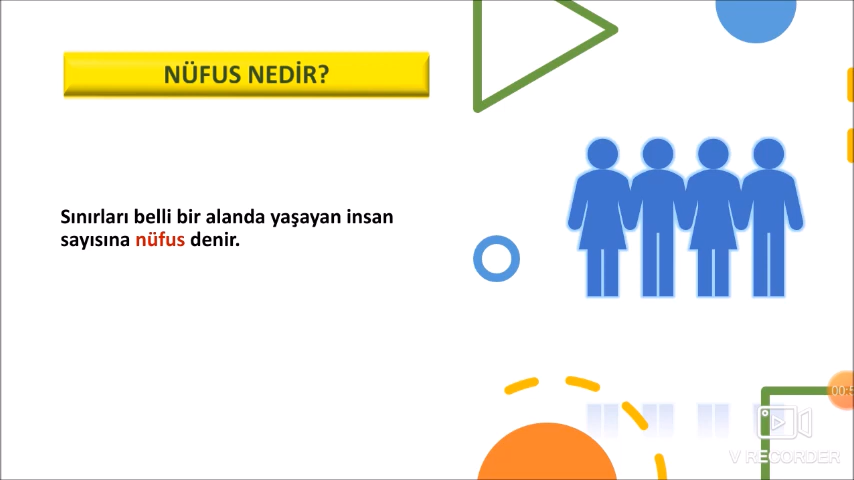 NÜFUS NEDİR?
Sınırları belli bir alanda yaşayan insan
sayısına nüfus denir.
V RECORDER